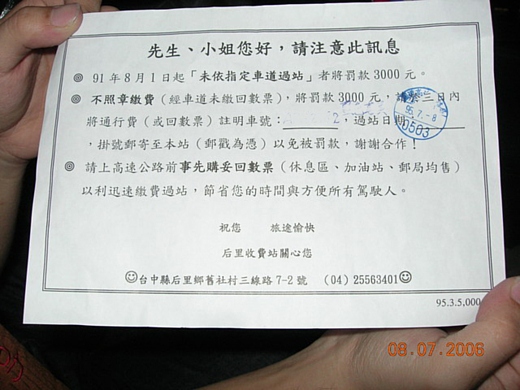 先生、小姐您好，請注意此訊息
◎ 91年8月1日起「未依指定車道過站」者將罰款3000元。
◎ 不照章繳費（經車道未繳回數票），將罰款3000元，請於三日內
將通行費（或回數票）註明車號：2，過站日期
，掛號郵寄至本站（郵戳為憑）以免被罰款，謝謝合作！
95.7.-8
0503
◎ 請上高速公路前事先購妥回數票（休息區、加油站、郵局均售）
以利迅速繳費過站，節省您的時間與方便所有駕駛人。
祝您 旅途愉快
后里收費站關心您
☺台中縣后里鄉舊社村三線路7-2號 (04) 25563401☺
95.3.5,000
08.07.2006